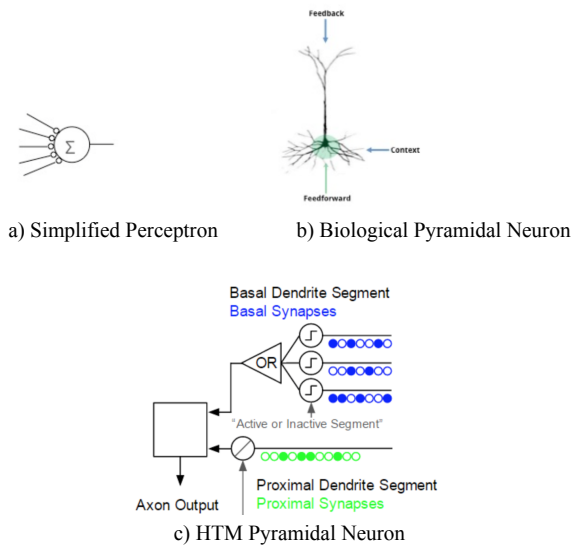 Feedback
Σ
Context
Feedforward
a) Simplified Perceptron
b) Biological Pyramidal Neuron
Basal Dendrite Segment
Basal Synapses
OR
"Active or Inactive Segment"
Axon Output
Proximal Dendrite Segment
Proximal Synapses
c) HTM Pyramidal Neuron